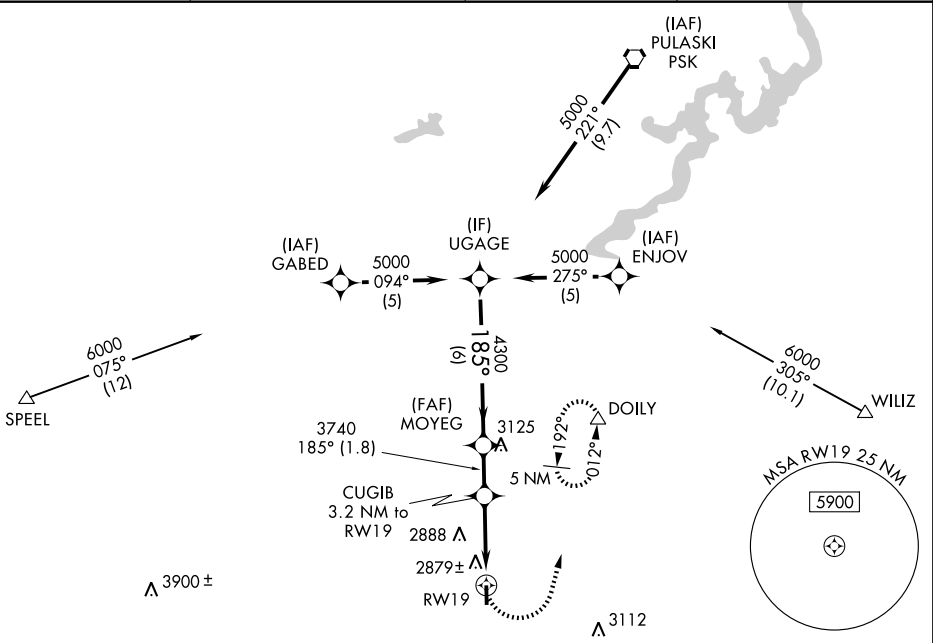 (IAF)
PULASKI
PSK
5000
221°
(9.7)
(IF)
UGAGE
(IAF)
GABED
5000
094°
(5)
(IAF)
ENJOV
5000
275°
(5)
6000
075°
(12)
SPEEL
4300
185°
(6)
6000
305°
(10.1)
WILIZ
(FAF)
MOYEG
3125
DOILY
192°
012°
5 NM
3740
185° (1.8)
CUGIB
3.2 NM to
RW19
2888
2879±
RW19
3900 ±
3112
MSA RW19 25 NM
5900